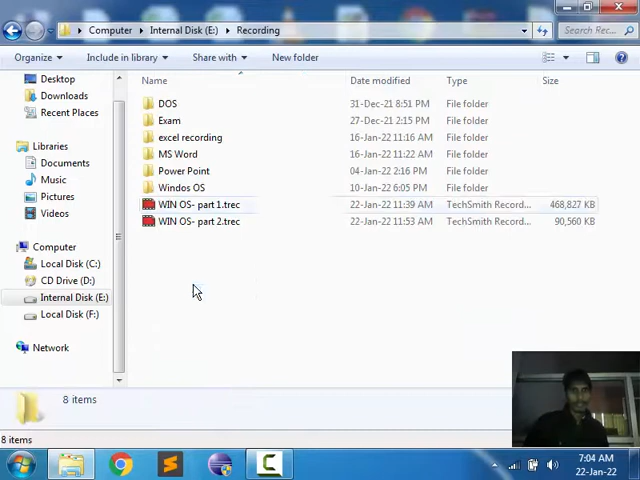 Computer Internal Disk (E:) Recording Search Rec...
Organize Include in library Share with New folder
Name Date modified Type Size
Desktop
Downloads
Recent Places
Libraries
Documents
Music
Pictures
Videos
Computer
Local Disk (C:)
CD Drive (D:)
Internal Disk (E:)
Local Disk (F:)
Network
DOS 31-Dec-21 8:51 PM File folder
Exam 27-Dec-21 2:15 PM File folder
excel recording 16-Jan-22 11:16 AM File folder
MS Word 16-Jan-22 11:22 AM File folder
Power Point 04-Jan-22 2:16 PM File folder
Windos OS 10-Jan-22 6:05 PM File folder
WIN OS- part 1.trec 22-Jan-22 11:39 AM TechSmith Record... 468,827 KB
WIN OS- part 2.trec 22-Jan-22 11:53 AM TechSmith Record... 90,560 KB
8 items
8 items
7:04 AM
22-Jan-22